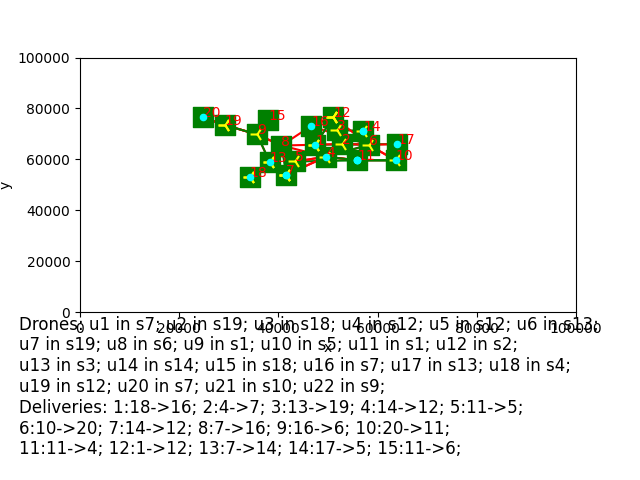 100000
80000
60000
40000
20000
0
y
0 20000 40000 60000 80000 100000
x
12
17
Drones: u1 in s7; u2 in s19; u3 in s18; u4 in s12; u5 in s12; u6 in s13;
u7 in s19; u8 in s6; u9 in s1; u10 in s5; u11 in s1; u12 in s2;
u13 in s3; u14 in s14; u15 in s18; u16 in s7; u17 in s13; u18 in s4;
u19 in s12; u20 in s7; u21 in s10; u22 in s9;
Deliveries: 1:18->16; 2:4->7; 3:13->19; 4:14->12; 5:11->5;
6:10->20; 7:14->12; 8:7->16; 9:16->6; 10:20->11;
11:11->4; 12:1->12; 13:7->14; 14:17->5; 15:11->6;